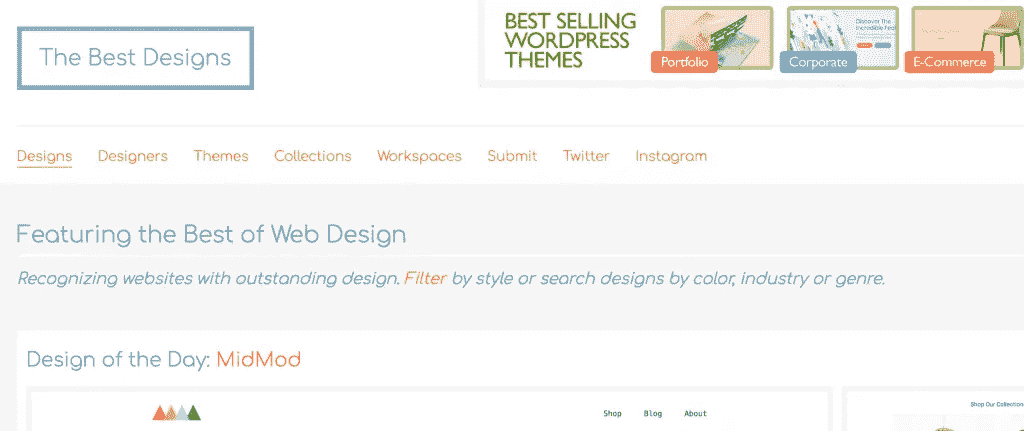 The Best Designs
BEST SELLING
WORDPRESS
THEMES
Portfolio
Corporate
Discover The
Incredible Fea
E-Commerce
Designs Designers Themes Collections Workspaces Submit Twitter Instagram
Featuring the Best of Web Design
Recognizing websites with outstanding design. Filter by style or search designs by color, industry or genre.
Design of the Day: MidMod
Shop Blog About
Shop Our Collection